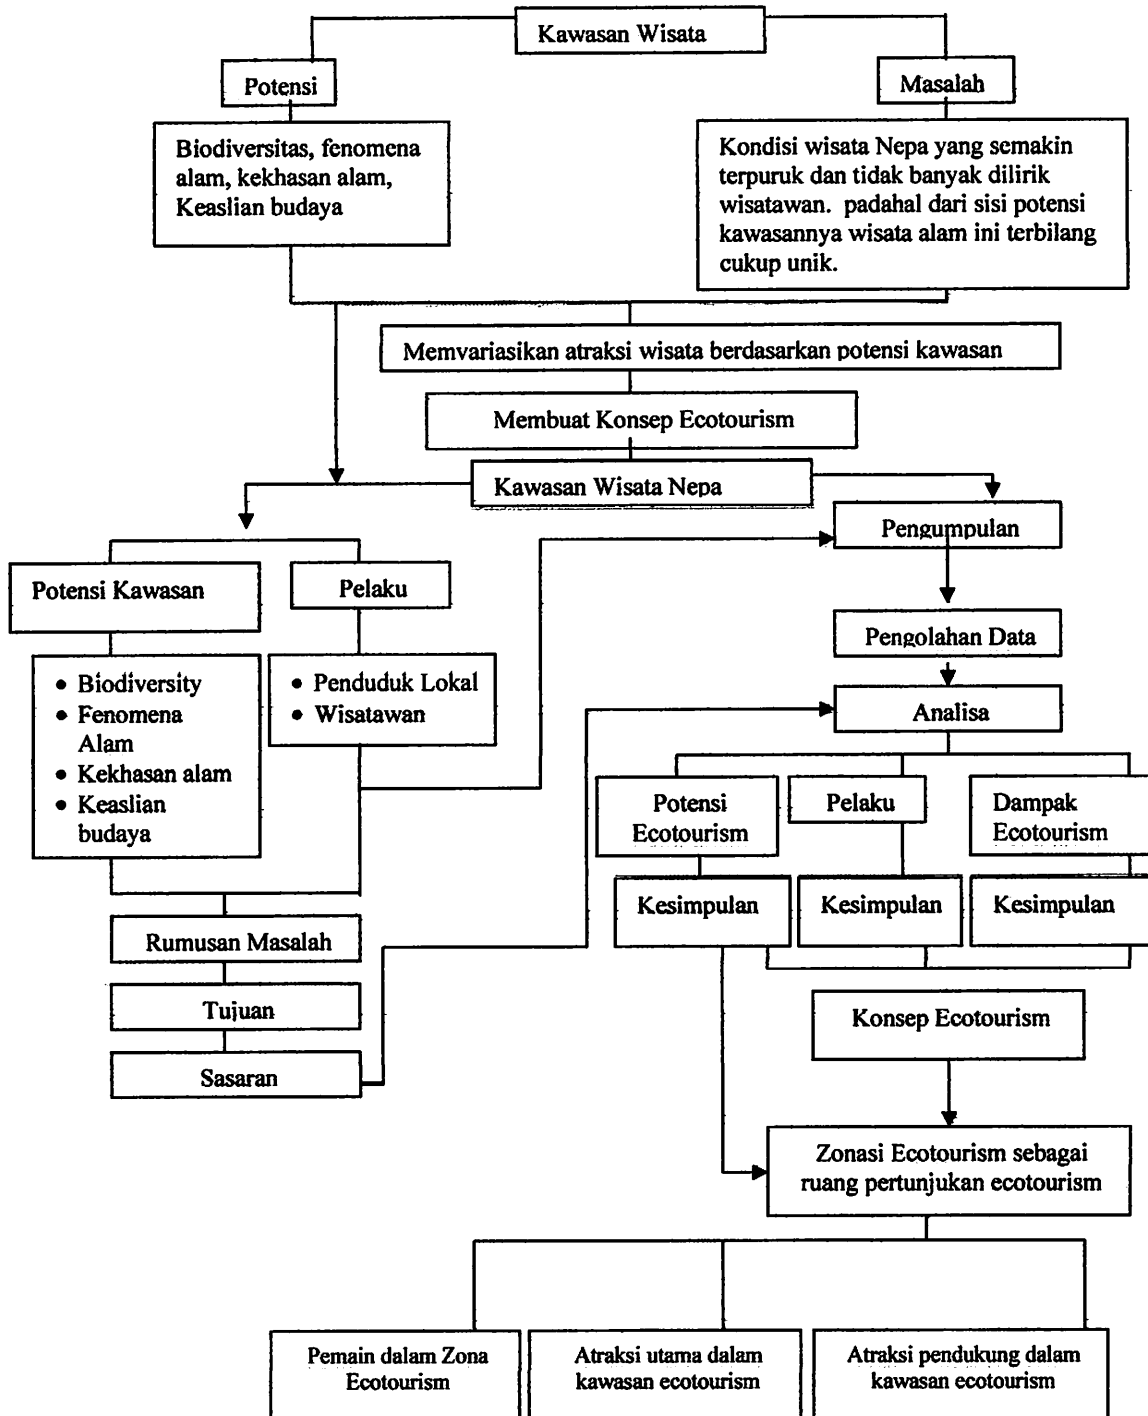 Kawasan Wisata
Potensi
Masalah
Biodiversitas, fenomena
alam, kekhasan alam,
Keaslian budaya
Kondisi wisata Nepa yang semakin
terpuruk dan tidak banyak dilirik
wisatawan. padahal dari sisi potensi
kawasannya wisata alam ini terbilang
cukup unik.
Memvariasikan atraksi wisata berdasarkan potensi kawasan
Membuat Konsep Ecotourism
Kawasan Wisata Nepa
Pengumpulan
Potensi Kawasan
Pelaku
Pengolahan Data
• Biodiversity
• Fenomena
Alam
• Kekhasan alam
• Keaslian
budaya
• Penduduk Lokal
• Wisatawan
Analisa
Potensi
Ecotourism
Pelaku
Dampak
Ecotourism
Kesimpulan
Kesimpulan
Kesimpulan
Rumusan Masalah
Tujuan
Sasaran
Konsep Ecotourism
Zonasi Ecotourism sebagai
ruang pertunjukan ecotourism
Pemain dalam Zona
Ecotourism
Atraksi utama dalam
kawasan ecotourism
Atraksi pendukung dalam
kawasan ecotourism